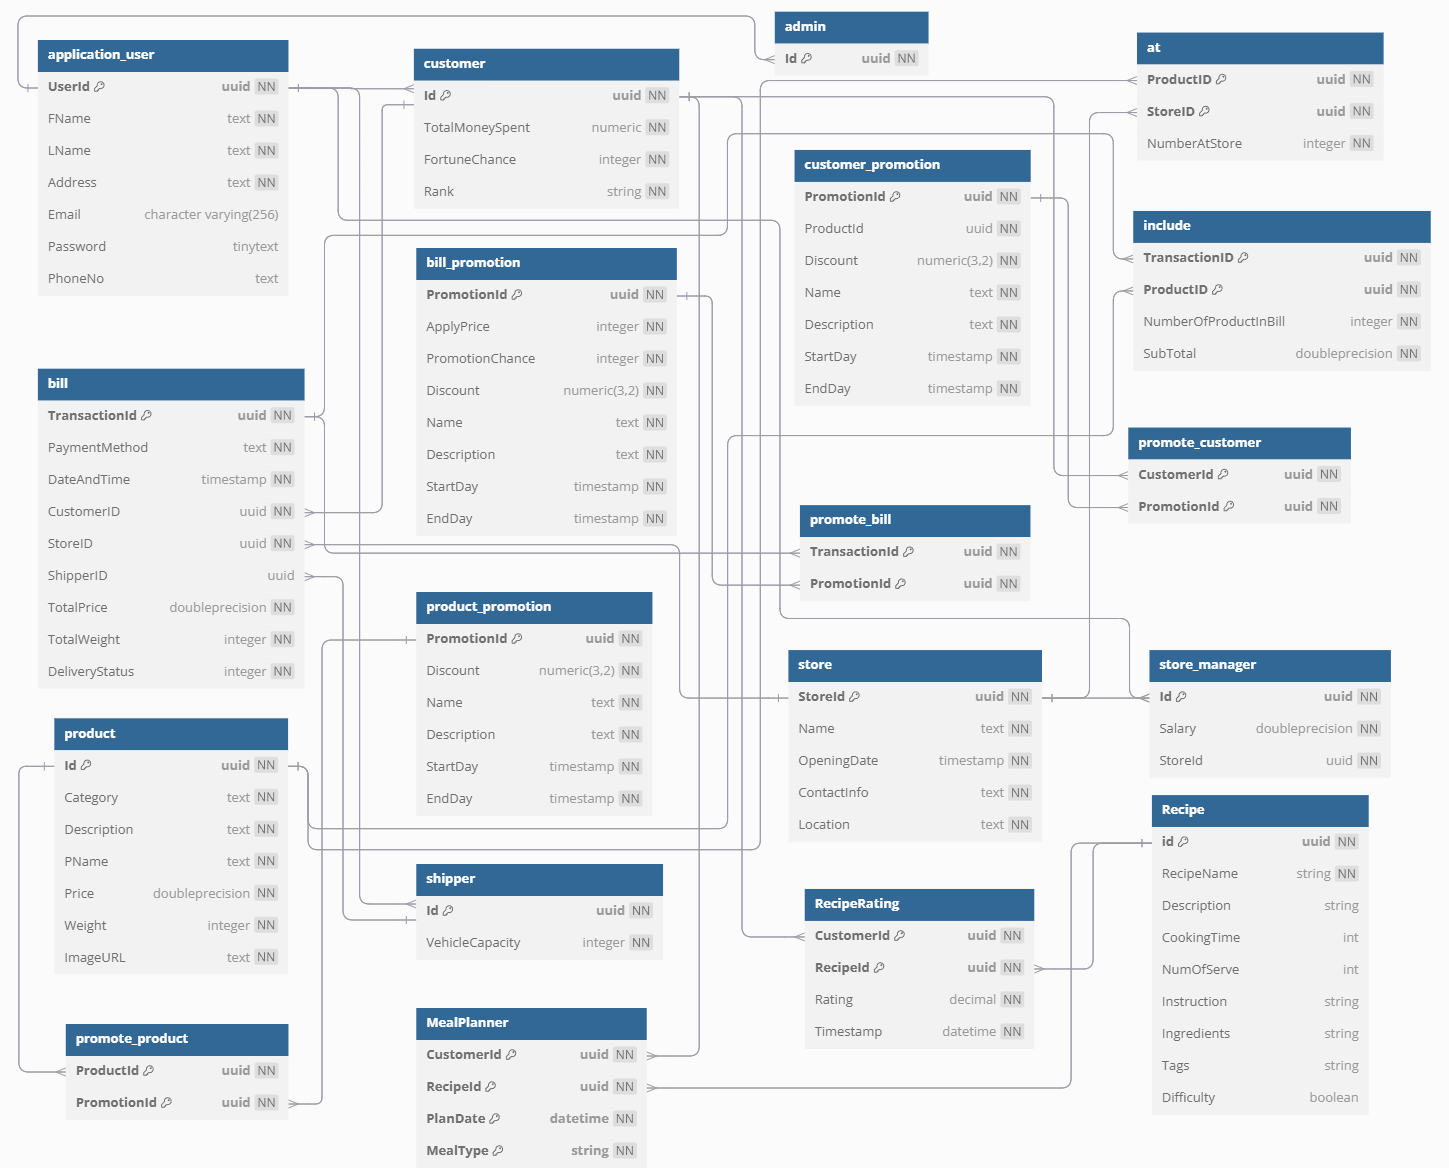 application_user
UserId uuid NN
FName text NN
LName text NN
Address text NN
Email character varying(256)
Password tinytext
PhoneNo text
customer
Id uuid NN
TotalMoneySpent numeric NN
FortuneChance integer NN
Rank string NN
admin
Id uuid NN
at
ProductID uuid NN
StoreID uuid NN
NumberAtStore integer NN
customer_promotion
PromotionId uuid NN
ProductId uuid NN
Discount numeric(3,2) NN
Name text NN
Description text NN
StartDay timestamp NN
EndDay timestamp NN
include
TransactionID uuid NN
ProductID uuid NN
NumberOfProductInBill integer NN
SubTotal doubleprecision NN
bill_promotion
PromotionId uuid NN
ApplyPrice integer NN
PromotionChance integer NN
Discount numeric(3,2) NN
Name text NN
Description text NN
StartDay timestamp NN
EndDay timestamp NN
bill
TransactionId uuid NN
PaymentMethod text NN
DateAndTime timestamp NN
CustomerID uuid NN
StoreID uuid NN
ShipperID uuid
TotalPrice doubleprecision NN
TotalWeight integer NN
DeliveryStatus integer NN
promote_customer
CustomerId uuid NN
PromotionId uuid NN
promote_bill
TransactionId uuid NN
PromotionId uuid NN
product_promotion
PromotionId uuid NN
Discount numeric(3,2) NN
Name text NN
Description text NN
StartDay timestamp NN
EndDay timestamp NN
store
StoreId uuid NN
Name text NN
OpeningDate timestamp NN
ContactInfo text NN
Location text NN
store_manager
Id uuid NN
Salary doubleprecision NN
StoreId uuid NN
product
Id uuid NN
Category text NN
Description text NN
PName text NN
Price doubleprecision NN
Weight integer NN
ImageURL text NN
shipper
Id uuid NN
VehicleCapacity integer NN
RecipeRating
CustomerId uuid NN
RecipeId uuid NN
Rating decimal NN
Timestamp datetime NN
Recipe
id uuid NN
RecipeName string NN
Description string
CookingTime int
NumOfServe int
Instruction string
Ingredients string
Tags string
Difficulty boolean
promote_product
ProductId uuid NN
PromotionId uuid NN
MealPlanner
CustomerId uuid NN
RecipeId uuid NN
PlanDate datetime NN
MealType string NN